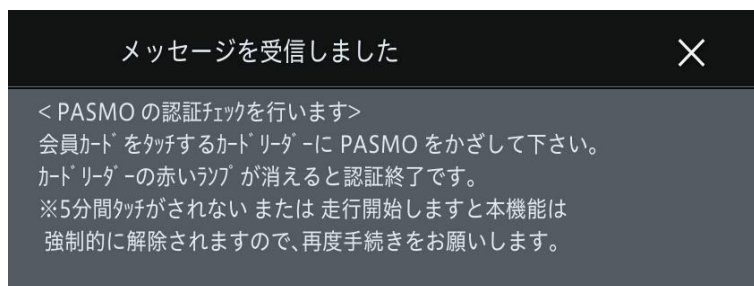 メッセージを受信しました
< PASMO の認証ﾁｪｯｸを行います>
会員ｶｰﾄﾞをﾀｯﾁするｶｰﾄﾞﾘｰﾀﾞｰに PASMO をかざして下さい。
ｶｰﾄﾞﾘｰﾀﾞｰの赤いﾗﾝﾌﾟが消えると認証終了です。
※5分間ﾀｯﾁがされない または 走行開始しますと本機能は
強制的に解除されますので､再度手続きをお願いします。